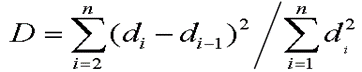 D = \sum_{i=2}^{n} (d_i - d_{i-1})^2 \Big/ \sum_{i=1}^{n} d_i^2